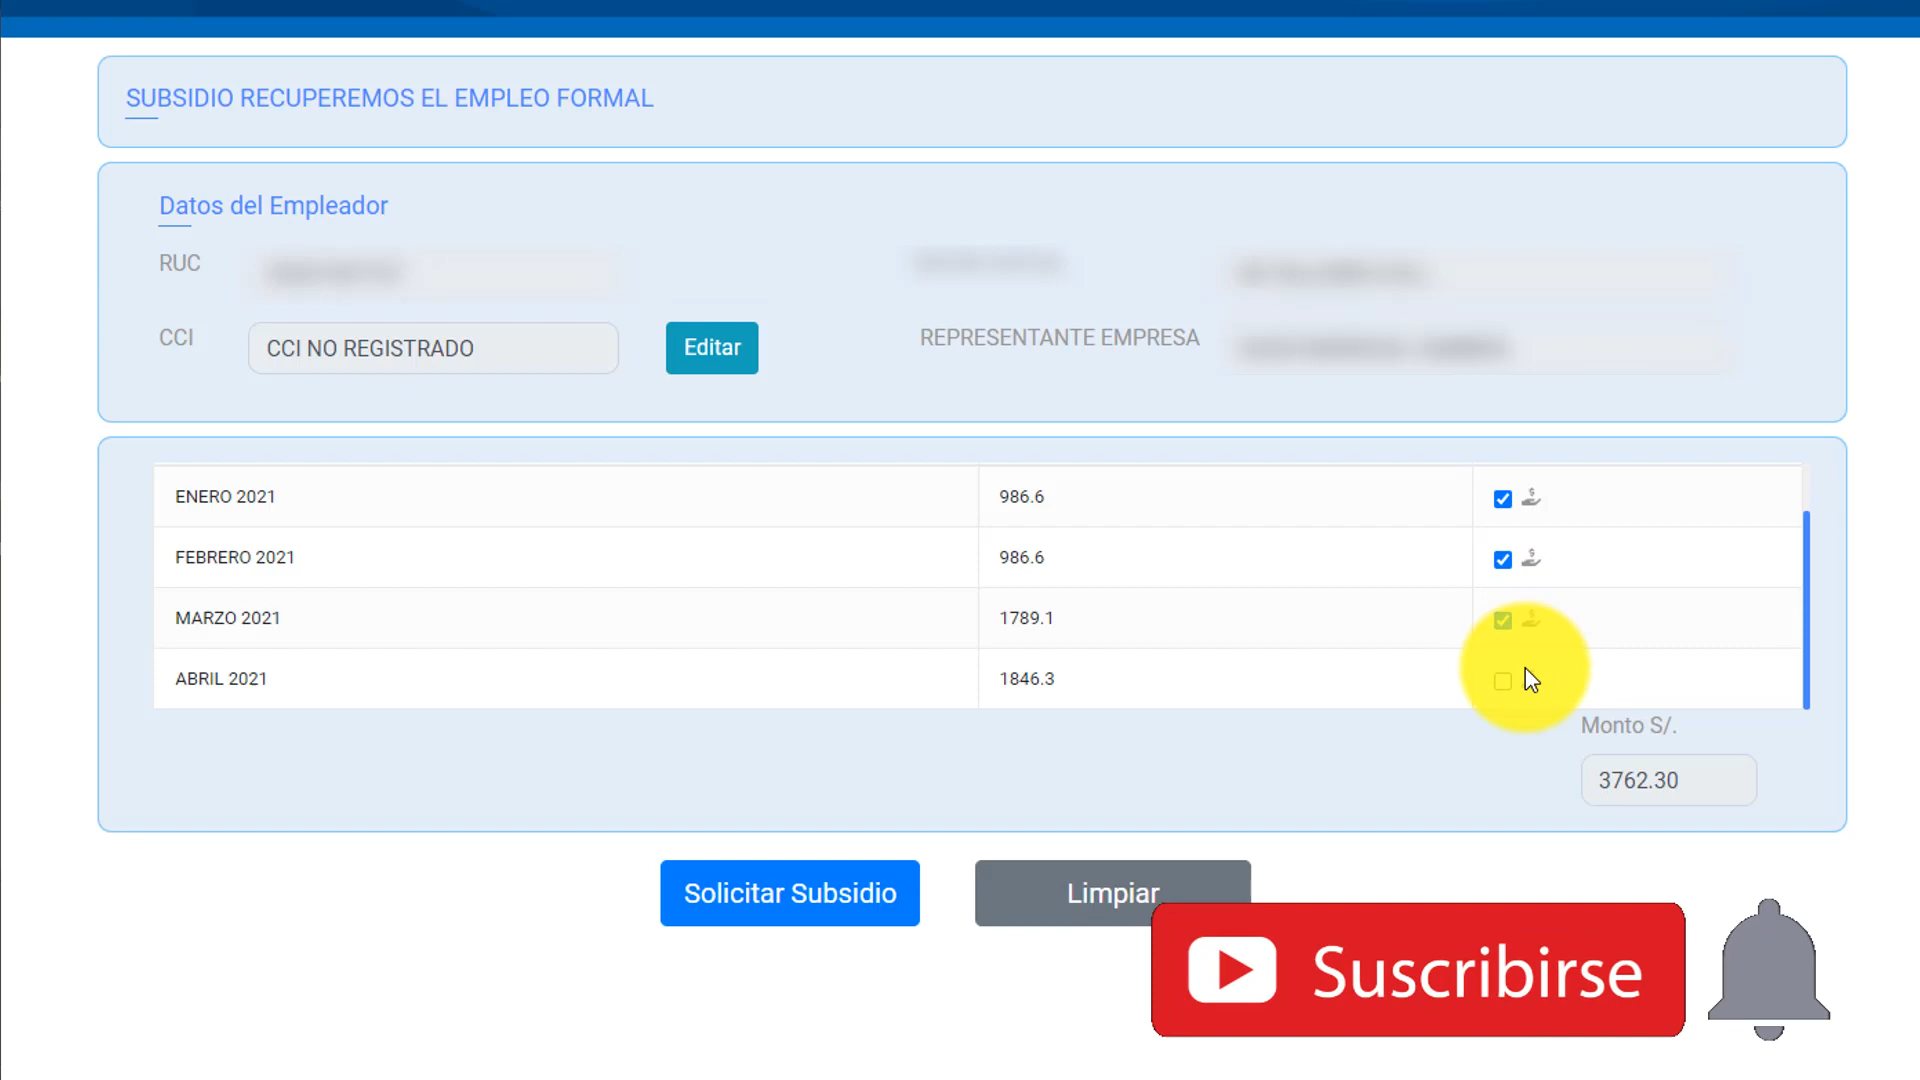 SUBSIDIO RECUPEREMOS EL EMPLEO FORMAL
Datos del Empleador
RUC
CCI
CCI NO REGISTRADO
Editar
REPRESENTANTE EMPRESA
ENERO 2021 986.6
FEBRERO 2021 986.6
MARZO 2021 1789.1
ABRIL 2021 1846.3
Monto S/.
3762.30
Solicitar Subsidio
Limpiar
Suscribirse